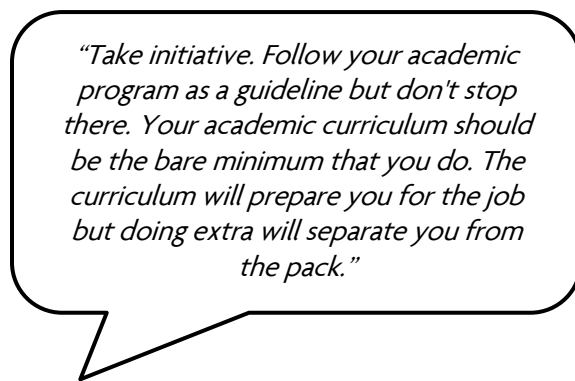 “Take initiative. Follow your academic
program as a guideline but don't stop
there. Your academic curriculum should
be the bare minimum that you do. The
curriculum will prepare you for the job
but doing extra will separate you from
the pack.”